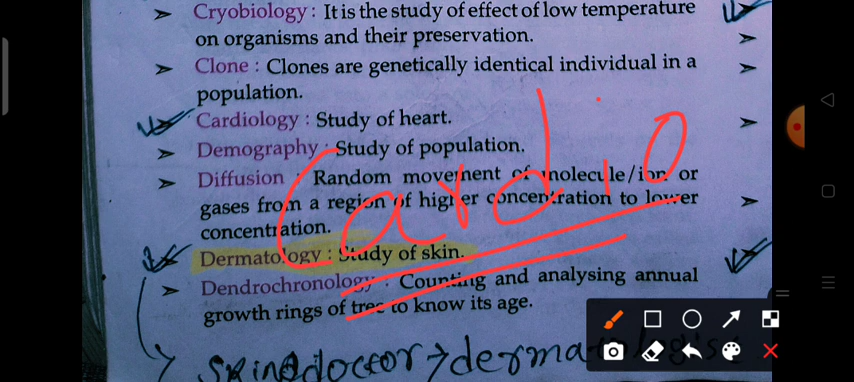 Cryobiology : It is the study of effect of low temperature
on organisms and their preservation.
Clone : Clones are genetically identical individual in a
population.
Cardiology : Study of heart.
Demography : Study of population.
Diffusion : Random movement of molecule/ion or
gases from a region of higher concentration to lower
concentration.
Cardio
Dermatology : Study of skin.
Dendrochronology : Counting and analysing annual
growth rings of tree to know its age.
skin doctor → dermatologis